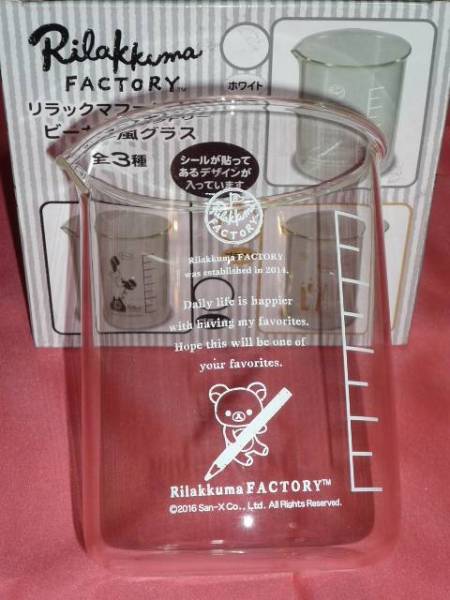 Rilakkuma
FACTORY™
ホワイト
リラックマファ
ビー 風グラス
全3種
シールが貼って
あるデザインが
入っています
Rilakkuma
FACTORY
Rilakkuma FACTORY
was established in 2014.
Daily life is happier
with having my favorites.
Hope this will be one of
your favorites.
Rilakkuma FACTORY™
©2016 San-X Co., Ltd. All Rights Reserved.